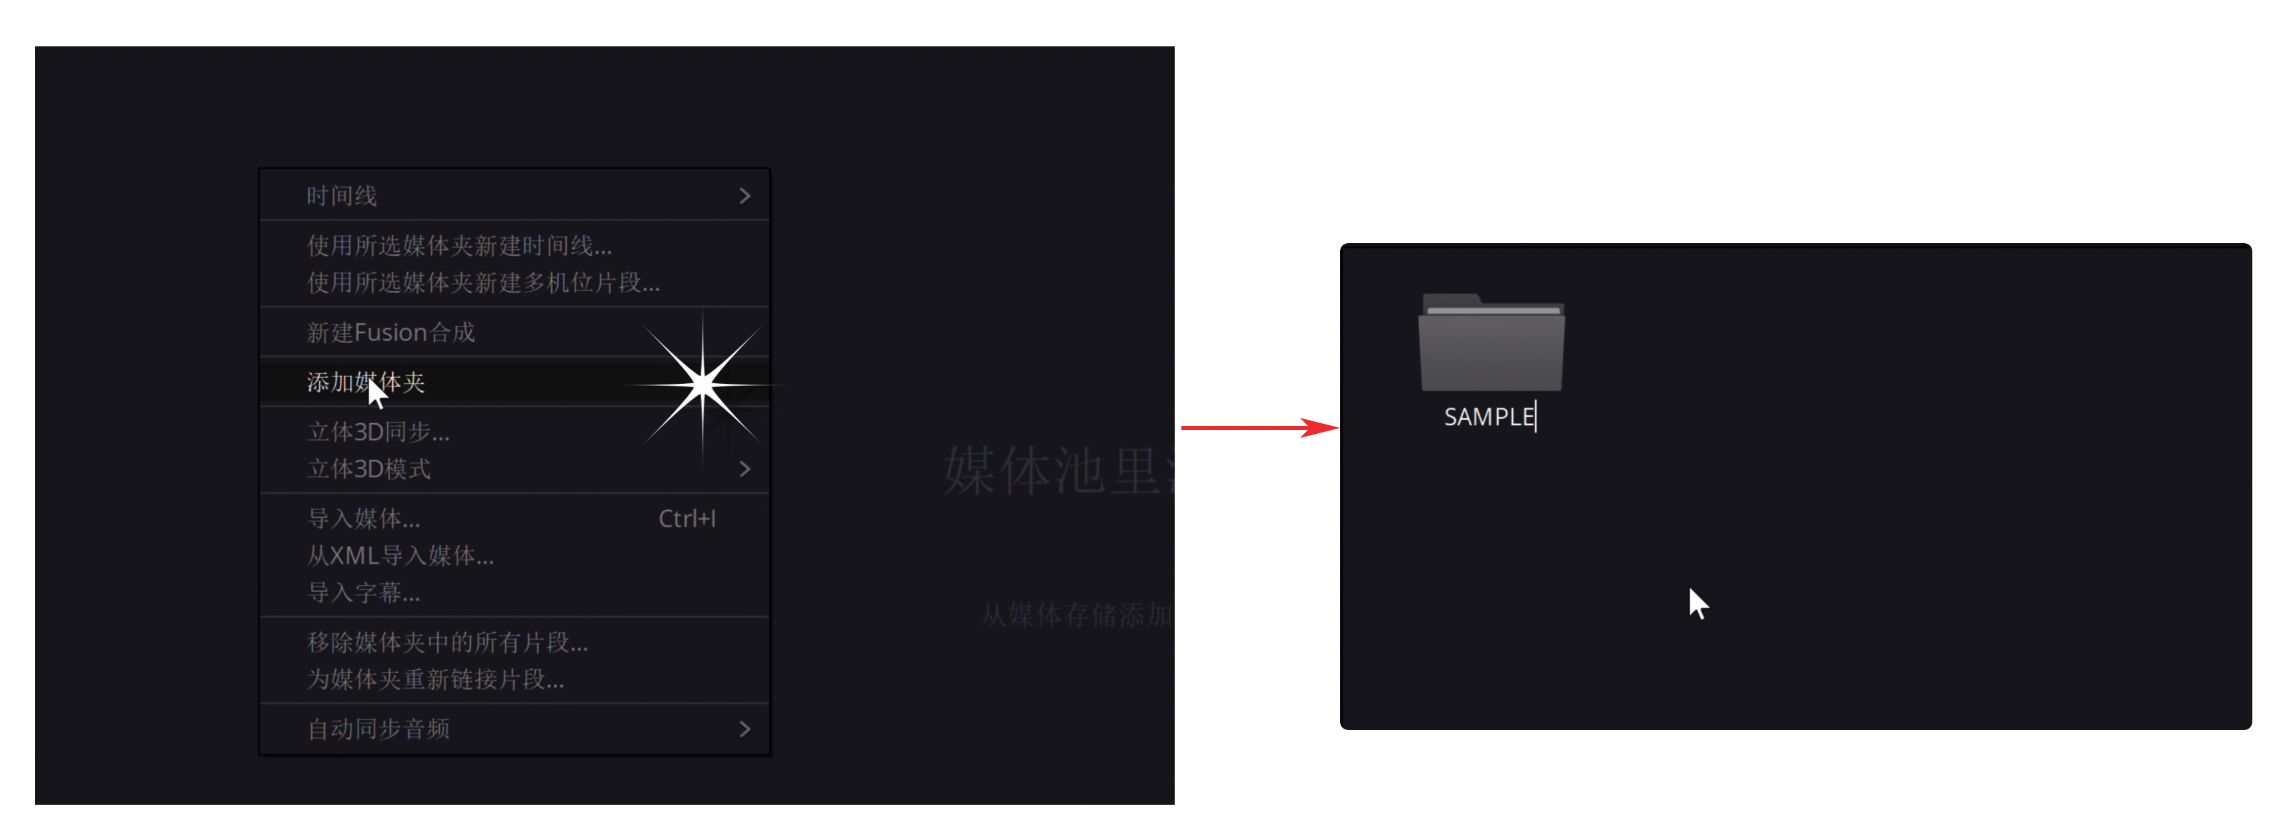 时间线
使用所选媒体夹新建时间线...
使用所选媒体夹新建多机位片段...
新建Fusion合成
添加媒体夹
立体3D同步...
立体3D模式
导入媒体... Ctrl+I
从XML导入媒体...
导入字幕...
移除媒体夹中的所有片段...
为媒体夹重新链接片段...
自动同步音频
媒体池里
从媒体存储添加
SAMPLE